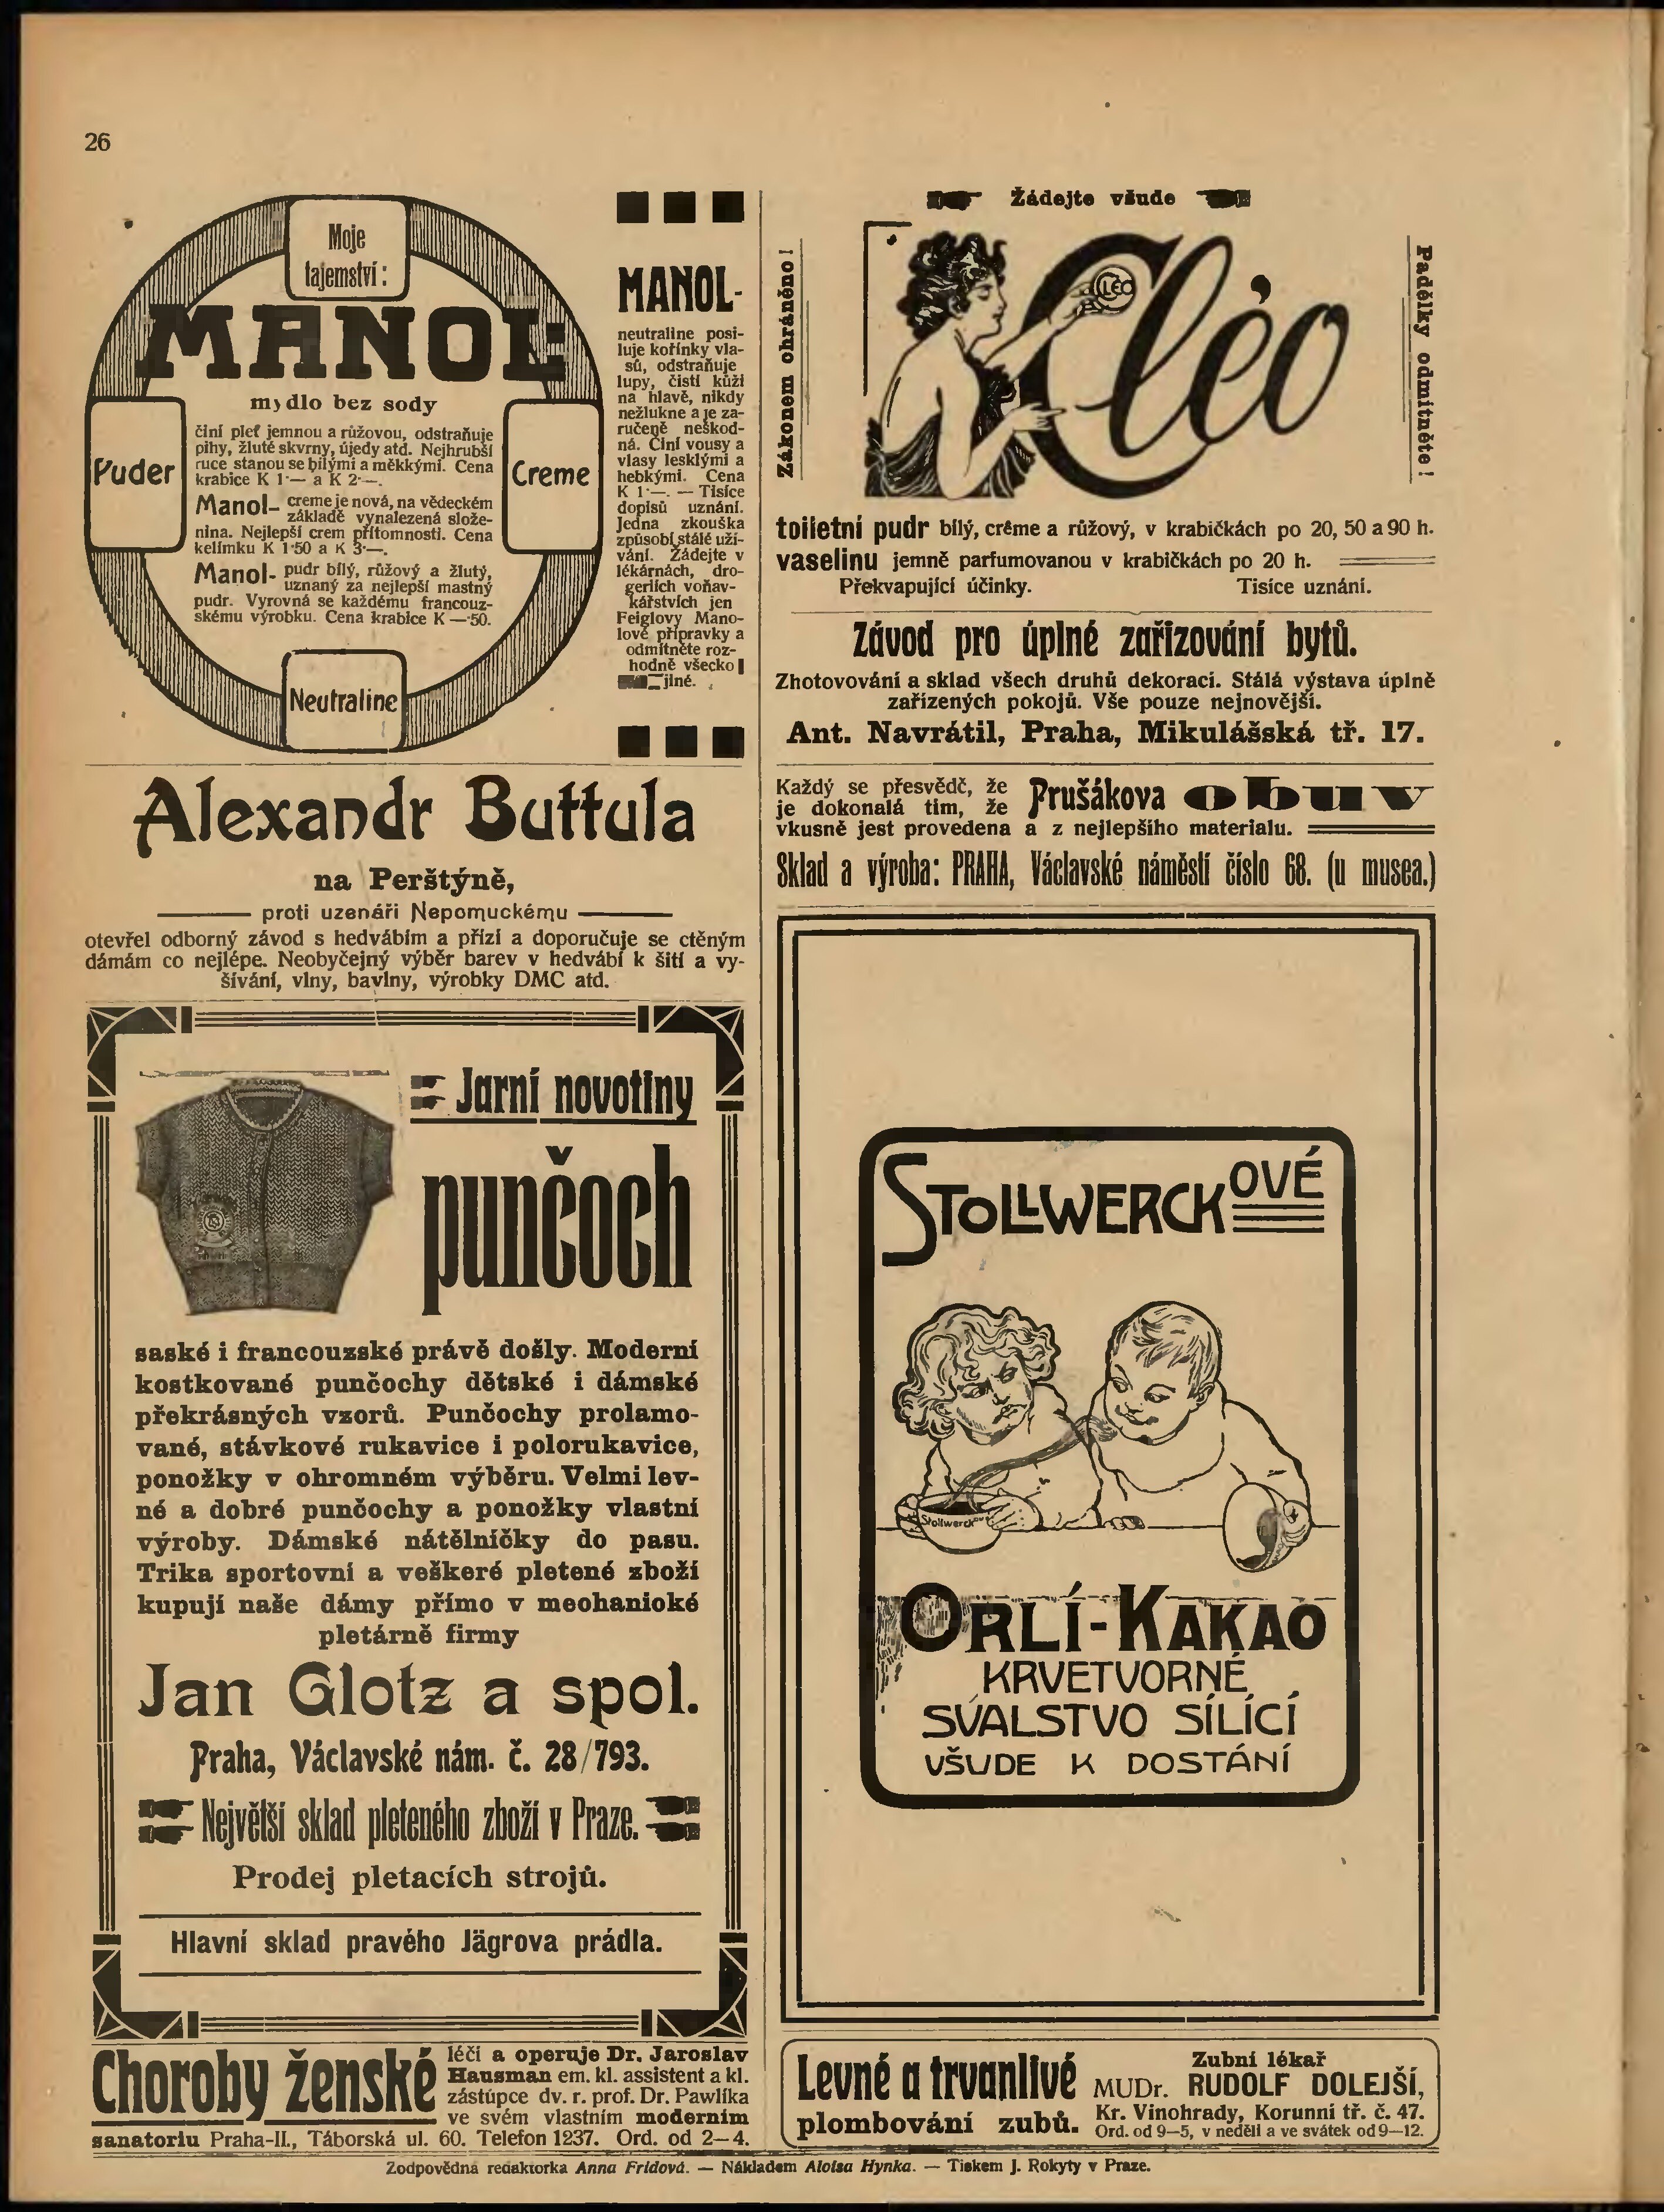 26
Moje
tajemství:
MANOL
mýdlo bez sody
Puder
Creme
činí pleť jemnou a růžovou, odstraňuje
pihy, žluté skvrny, újedy atd. Nejhrubší
ruce stanou se bílými a měkkými. Cena
krabice K 1·— a K 2·—.
Manol- creme je nová, na vědeckém
základě vynalezená slože-
nina. Nejlepší crem přítomnosti. Cena
kelímku K 1·50 a K 3·—.
Manol- pudr bílý, růžový a žlutý,
uznaný za nejlepší mastný
pudr. Vyrovná se každému francouz-
skému výrobku. Cena krabice K —·50.
Neutraline
MANOL-
neutraline posi-
luje kořínky vla-
sů, odstraňuje
lupy, čistí kůži
na hlavě, nikdy
nežlukne a je za-
ručeně neškod-
ná. Činí vousy a
vlasy lesklými a
hebkými. Cena
K 1·—. — Tisíce
dopisů uznání.
Jedna zkouška
způsobí stálé uží-
vání. Žádejte v
lékárnách, dro-
geriích voňav-
kářstvích jen
Feiglovy Mano-
lové přípravky a
odmítněte roz-
hodně všecko
jiné.
Alexandr Buttula
na Perštýně,
proti uzenáři Nepomuckému
otevřel odborný závod s hedvábím a přízí a doporučuje se ctěným
dámám co nejlépe. Neobyčejný výběr barev v hedvábí k šití a vy-
šívání, vlny, bavlny, výrobky DMC atd.
Jarní novotiny
punčoch
saské i francouzské právě došly. Moderní
kostkované punčochy dětské i dámské
překrásných vzorů. Punčochy prolamo-
vané, stávkové rukavice i polorukavice,
ponožky v ohromném výběru. Velmi lev-
né a dobré punčochy a ponožky vlastní
výroby. Dámské nátělníčky do pasu.
Trika sportovní a veškeré pletené zboží
kupují naše dámy přímo v mechanické
pletárně firmy
Jan Glotz a spol.
Praha, Václavské nám. č. 28/793.
Největší sklad pleteného zboží v Praze.
Prodej pletacích strojů.
Hlavní sklad pravého Jägrova prádla.
Choroby ženské
léčí a operuje Dr. Jaroslav
Hausman em. kl. assistent a kl.
zástupce dv. r. prof. Dr. Pawlíka
ve svém vlastním moderním
sanatoriu Praha-II., Táborská ul. 60. Telefon 1237. Ord. od 2—4.
Žádejte všude
Zákonem chráněno!
Cléo
CLEO
Padělky odmítněte!
toiletní pudr bílý, crême a růžový, v krabičkách po 20, 50 a 90 h.
vaselinu jemně parfumovanou v krabičkách po 20 h.
Překvapující účinky. Tisíce uznání.
Závod pro úplné zařizování bytů.
Zhotovování a sklad všech druhů dekorací. Stálá výstava úplně
zařízených pokojů. Vše pouze nejnovější.
Ant. Navrátil, Praha, Mikulášská tř. 17.
Každý se přesvědč, že Prušákova obuv
je dokonalá tím, že
vkusně jest provedena a z nejlepšího materialu.
Sklad a výroba: PRAHA, Václavské náměstí číslo 68. (u musea.)
STOLLWERCKOVÉ
Stollwerckov
ORLÍ-KAKAO
KRVETVORNÉ,
SVALSTVO SÍLÍCÍ
VŠUDE K DOSTÁNÍ
Levné a trvanlivé
plombování zubů.
Zubní lékař
MUDr. RUDOLF DOLEJŠÍ,
Kr. Vinohrady, Korunní tř. č. 47.
Ord. od 9—5, v neděli a ve svátek od 9—12.
Zodpovědná redaktorka Anna Frídová. — Nákladem Aloisa Hynka. — Tiskem J. Rokyty v Praze.